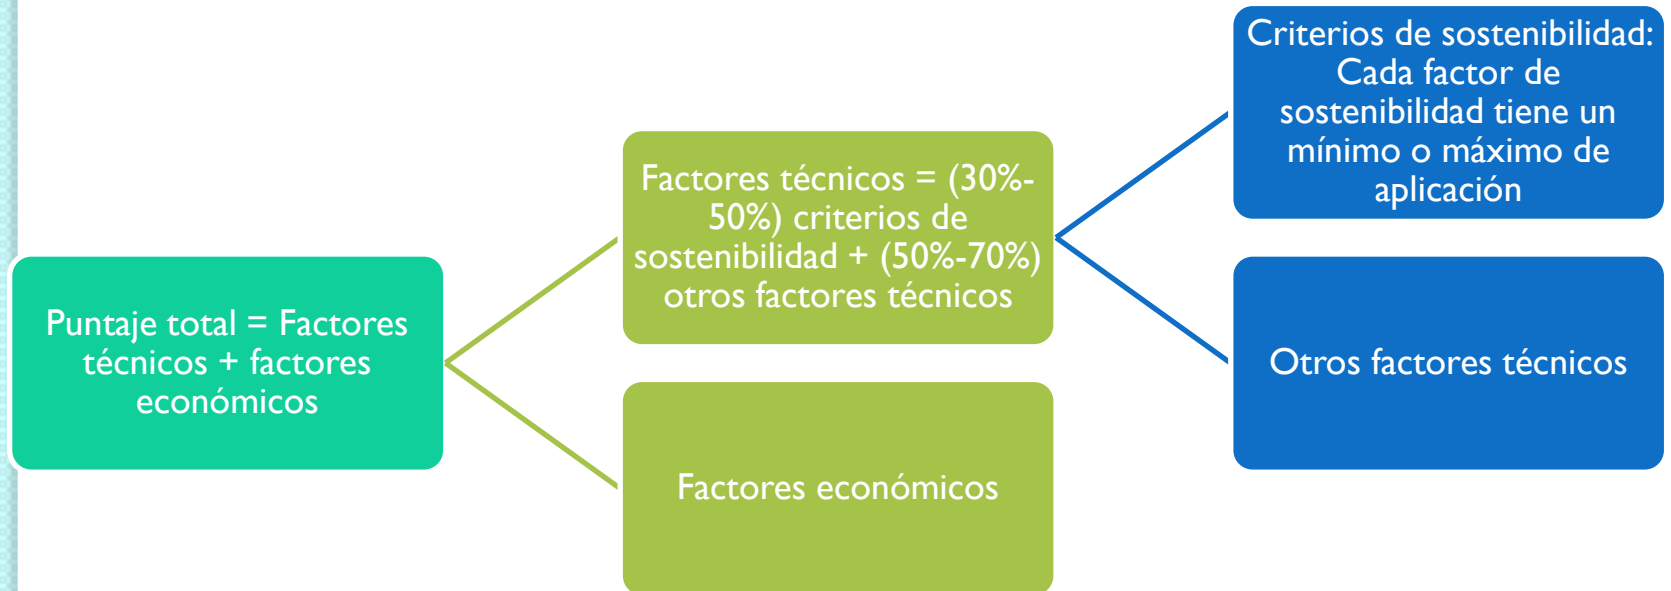 Puntaje total = Factores
técnicos + factores
económicos
Factores técnicos = (30%-
50%) criterios de
sostenibilidad + (50%-70%)
otros factores técnicos
Factores económicos
Criterios de sostenibilidad:
Cada factor de
sostenibilidad tiene un
mínimo o máximo de
aplicación
Otros factores técnicos